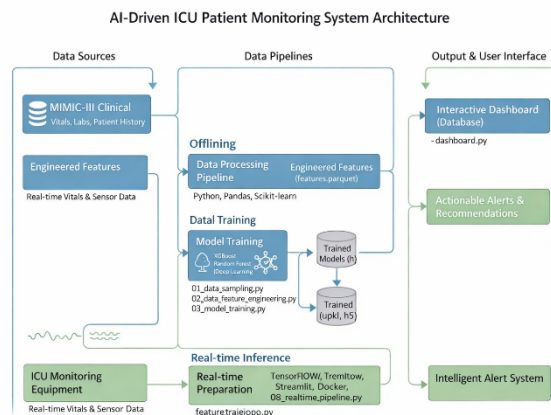 AI-Driven ICU Patient Monitoring System Architecture
Data Sources
Data Pipelines
Output & User Interface
MIMIC-III Clinical
Vitals, Labs, Patient History
Engineered Features
Real-time Vitals & Sensor Data
ICU Monitoring
Equipment
Real-time Vitals & Sensor Data
Offlining
Data Processing
Pipeline
Engineered Features
(features.parquet)
Python, Pandas, Scikit-learn
Datal Training
Model Training
XGBoost
Random Forest
(Deep Learning
Trained
Models (h)
Trained
(upkl, h5)
01_data_sampling.py
02_data_feature_engineering.py
03_model_training.py
Real-time Inference
Real-time
Preparation
TensorFlOW, Tremltow,
Streamlit, Docker,
08_realtime_pipeline.py
Interactive Dashboard
(Database)
- dashboard.py
Actionable Alerts &
Recomnendations
Intelligent Alert System